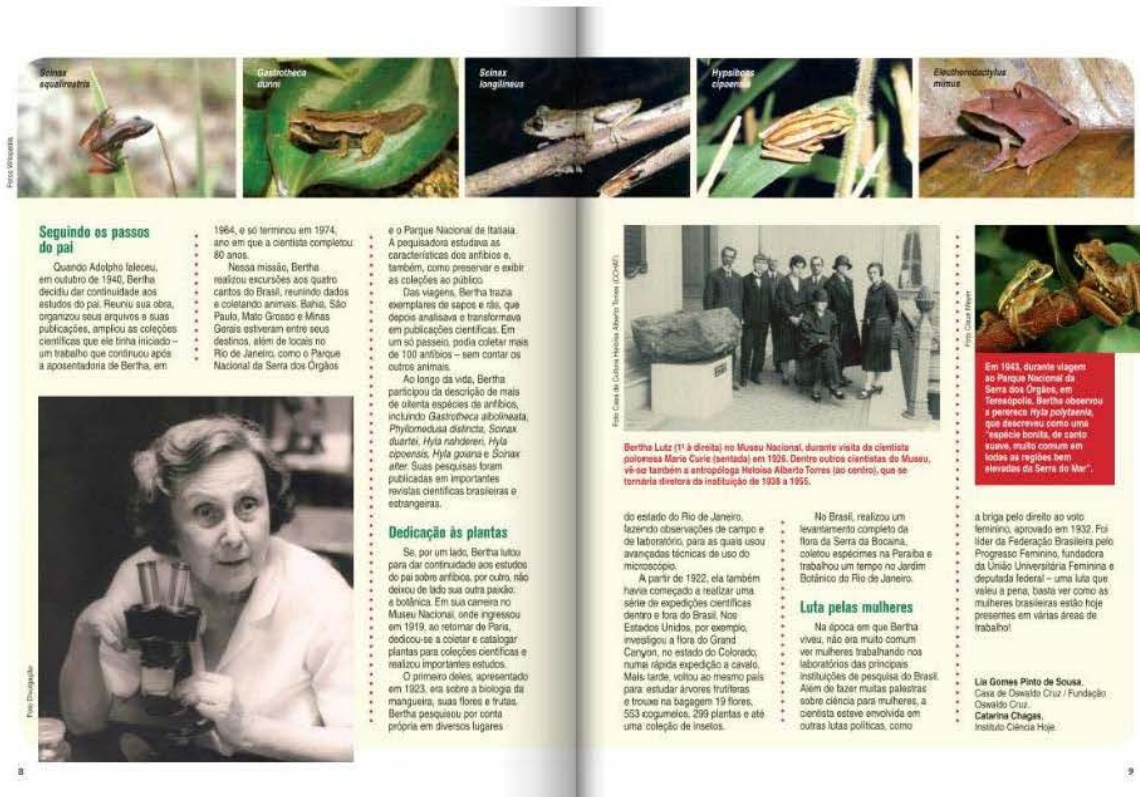 Scinax
squalirostris
Gastrotheca
dunni
Scinax
longilineus
Hypsiboas
cipoensis
Eleutherodactylus
mimus
Fotos Wikipedia
Seguindo os passos
do pai
Quando Adolpho faleceu,
em outubro de 1940, Bertha
decidiu dar continuidade aos
estudos do pai. Reuniu sua obra,
organizou seus arquivos e suas
publicações, ampliou as coleções
científicas que ele tinha iniciado –
um trabalho que continuou após
a aposentadoria de Bertha, em
1964, e só terminou em 1974,
ano em que a cientista completou
80 anos.
Nessa missão, Bertha
realizou excursões aos quatro
cantos do Brasil, reunindo dados
e coletando animais. Bahia, São
Paulo, Mato Grosso e Minas
Gerais estiveram entre seus
destinos, além de locais no
Rio de Janeiro, como o Parque
Nacional da Serra dos Órgãos
Foto Divulgação
e o Parque Nacional de Itatiaia.
A pequisadora estudava as
características dos anfíbios e,
também, como preservar e exibir
as coleções ao público.
Das viagens, Bertha trazia
exemplares de sapos e rãs, que
depois analisava e transformava
em publicações científicas. Em
um só passeio, podia coletar mais
de 100 anfíbios – sem contar os
outros animais.
Ao longo da vida, Bertha
participou da descrição de mais
de oitenta espécies de anfíbios,
incluindo Gastrotheca albolineata,
Phyllomedusa distincta, Scinax
duartei, Hyla nahdereri, Hyla
cipoensis, Hyla goiana e Scinax
alter. Suas pesquisas foram
publicadas em importantes
revistas científicas brasileiras e
estrangeiras.
Dedicação às plantas
Se, por um lado, Bertha lutou
para dar continuidade aos estudos
do pai sobre anfíbios, por outro, não
deixou de lado sua outra paixão:
a botânica. Em sua carreira no
Museu Nacional, onde ingressou
em 1919, ao retornar de Paris,
dedicou-se a coletar e catalogar
plantas para coleções científicas e
realizou importantes estudos.
O primeiro deles, apresentado
em 1923, era sobre a biologia da
mangueira, suas flores e frutas.
Bertha pesquisou por conta
própria em diversos lugares
8
Foto Casa de Cultura Heloisa Alberto Torres (CCHAT)
Bertha Lutz (1ª à direita) no Museu Nacional, durante visita da cientista
polonesa Marie Curie (sentada) em 1926. Dentre outros cientistas do Museu,
vê-se também a antropóloga Heloisa Alberto Torres (ao centro), que se
tornaria diretora da instituição de 1938 a 1955.
Foto Claus Meyer
Em 1943, durante viagem
ao Parque Nacional da
Serra dos Órgãos, em
Teresópolis, Bertha observou
a perereca Hyla polytaenia,
que descreveu como uma
"espécie bonita, de canto
suave, muito comum em
todas as regiões bem
elevadas da Serra do Mar".
do estado do Rio de Janeiro,
fazendo observações de campo e
de laboratório, para as quais usou
avançadas técnicas de uso do
microscópio.
A partir de 1922, ela também
havia começado a realizar uma
série de expedições científicas
dentro e fora do Brasil. Nos
Estados Unidos, por exemplo,
investigou a flora do Grand
Canyon, no estado do Colorado,
numa rápida expedição a cavalo.
Mais tarde, voltou ao mesmo país
para estudar árvores frutíferas
e trouxe na bagagem 19 flores,
553 cogumelos, 299 plantas e até
uma coleção de insetos.
No Brasil, realizou um
levantamento completo da
flora da Serra da Bocaina,
coletou espécimes na Paraíba e
trabalhou um tempo no Jardim
Botânico do Rio de Janeiro.
Luta pelas mulheres
Na época em que Bertha
viveu, não era muito comum
ver mulheres trabalhando nos
laboratórios das principais
instituições de pesquisa do Brasil.
Além de fazer muitas palestras
sobre ciência para mulheres, a
cientista esteve envolvida em
outras lutas políticas, como
a briga pelo direito ao voto
feminino, aprovado em 1932. Foi
líder da Federação Brasileira pelo
Progresso Feminino, fundadora
da União Universitária Feminina e
deputada federal – uma luta que
valeu a pena, basta ver como as
mulheres brasileiras estão hoje
presentes em várias áreas de
trabalho!
Lia Gomes Pinto de Sousa,
Casa de Oswaldo Cruz / Fundação
Oswaldo Cruz.
Catarina Chagas,
Instituto Ciência Hoje.
9